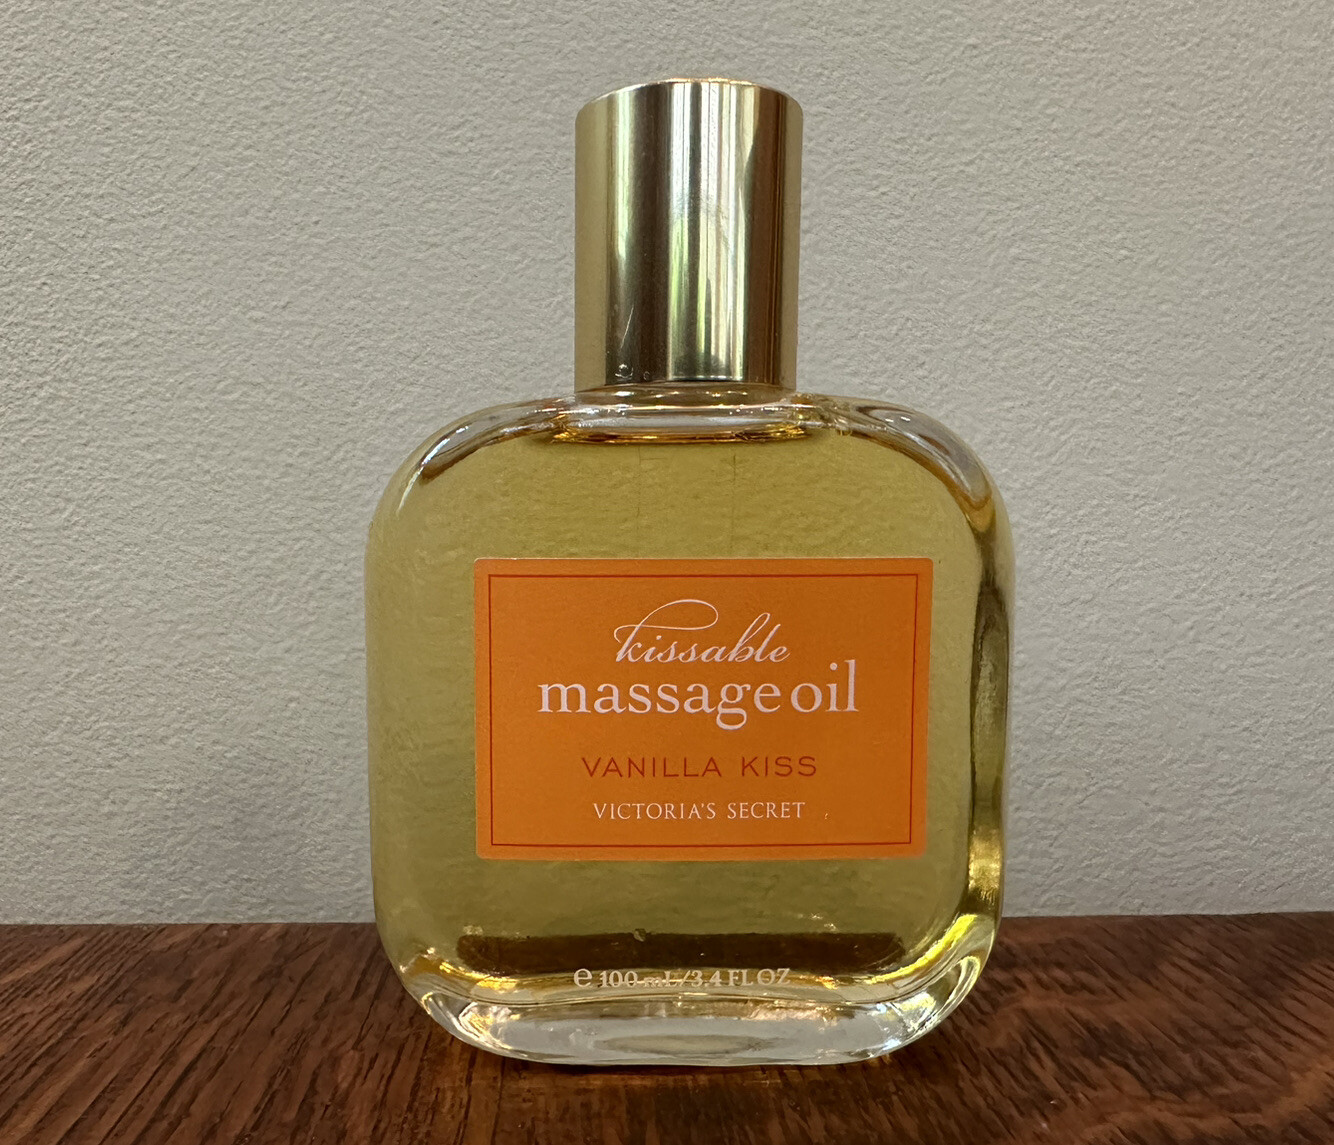 kissable
massage oil
VANILLA KISS
VICTORIA'S SECRET
e 100 mL/3.4 FL OZ